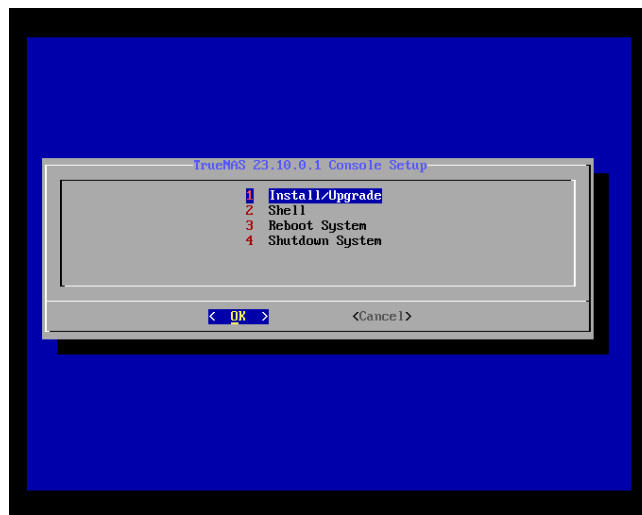 TrueNAS 23.10.0.1 Console Setup
1 Install/Upgrade
2 Shell
3 Reboot System
4 Shutdown System
< OK > <Cancel>